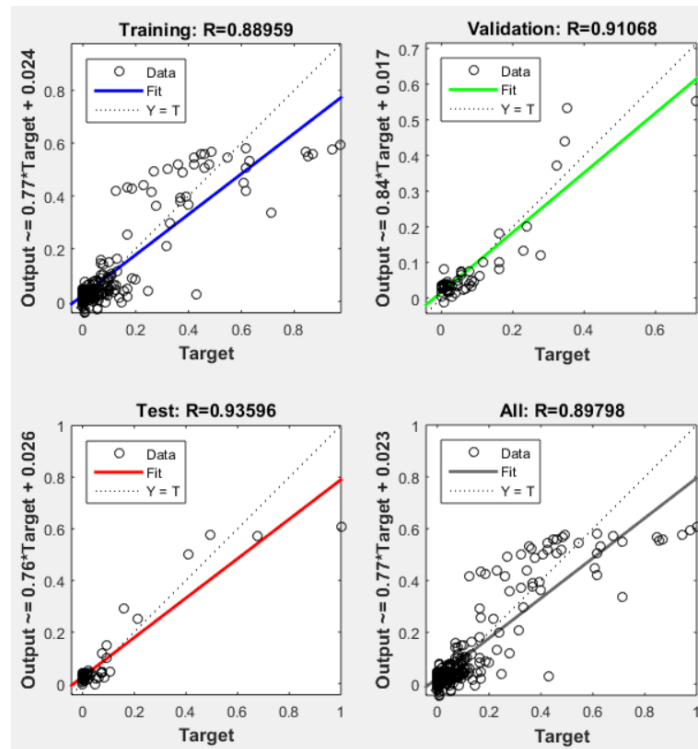 Training: R=0.88959
Output ~= 0.77*Target + 0.024
0.8
0.6
0.4
0.2
0
Data
Fit
Y = T
0 0.2 0.4 0.6 0.8
Target
Validation: R=0.91068
Output ~= 0.84*Target + 0.017
0.7
0.6
0.5
0.4
0.3
0.2
0.1
0
Data
Fit
Y = T
0 0.2 0.4 0.6
Target
Test: R=0.93596
Output ~= 0.76*Target + 0.026
1
0.8
0.6
0.4
0.2
0
Data
Fit
Y = T
0 0.2 0.4 0.6 0.8 1
Target
All: R=0.89798
Output ~= 0.77*Target + 0.023
1
0.8
0.6
0.4
0.2
0
Data
Fit
Y = T
0 0.2 0.4 0.6 0.8 1
Target